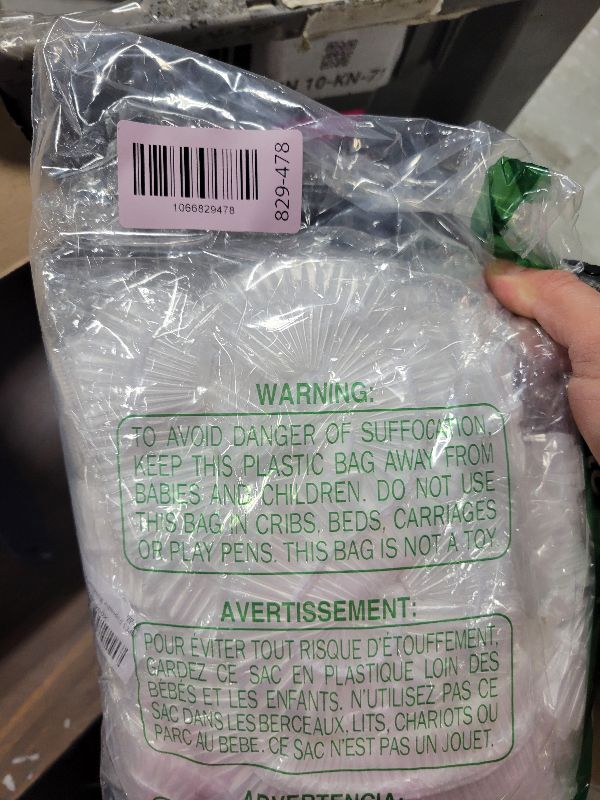 N 10-KN-7
1066829478
829-478
WARNING:
TO AVOID DANGER OF SUFFOCATION,
KEEP THIS PLASTIC BAG AWAY FROM
BABIES AND CHILDREN. DO NOT USE
THIS BAG IN CRIBS, BEDS, CARRIAGES
OR PLAY PENS. THIS BAG IS NOT A TOY.
AVERTISSEMENT:
POUR ÉVITER TOUT RISQUE D'ÉTOUFFEMENT,
GARDEZ CE SAC EN PLASTIQUE LOIN DES
BÉBÉS ET LES ENFANTS. N'UTILISEZ PAS CE
SAC DANS LES BERCEAUX, LITS, CHARIOTS OU
PARC AU BEBE. CE SAC N'EST PAS UN JOUET.
ADVERTENCIA: